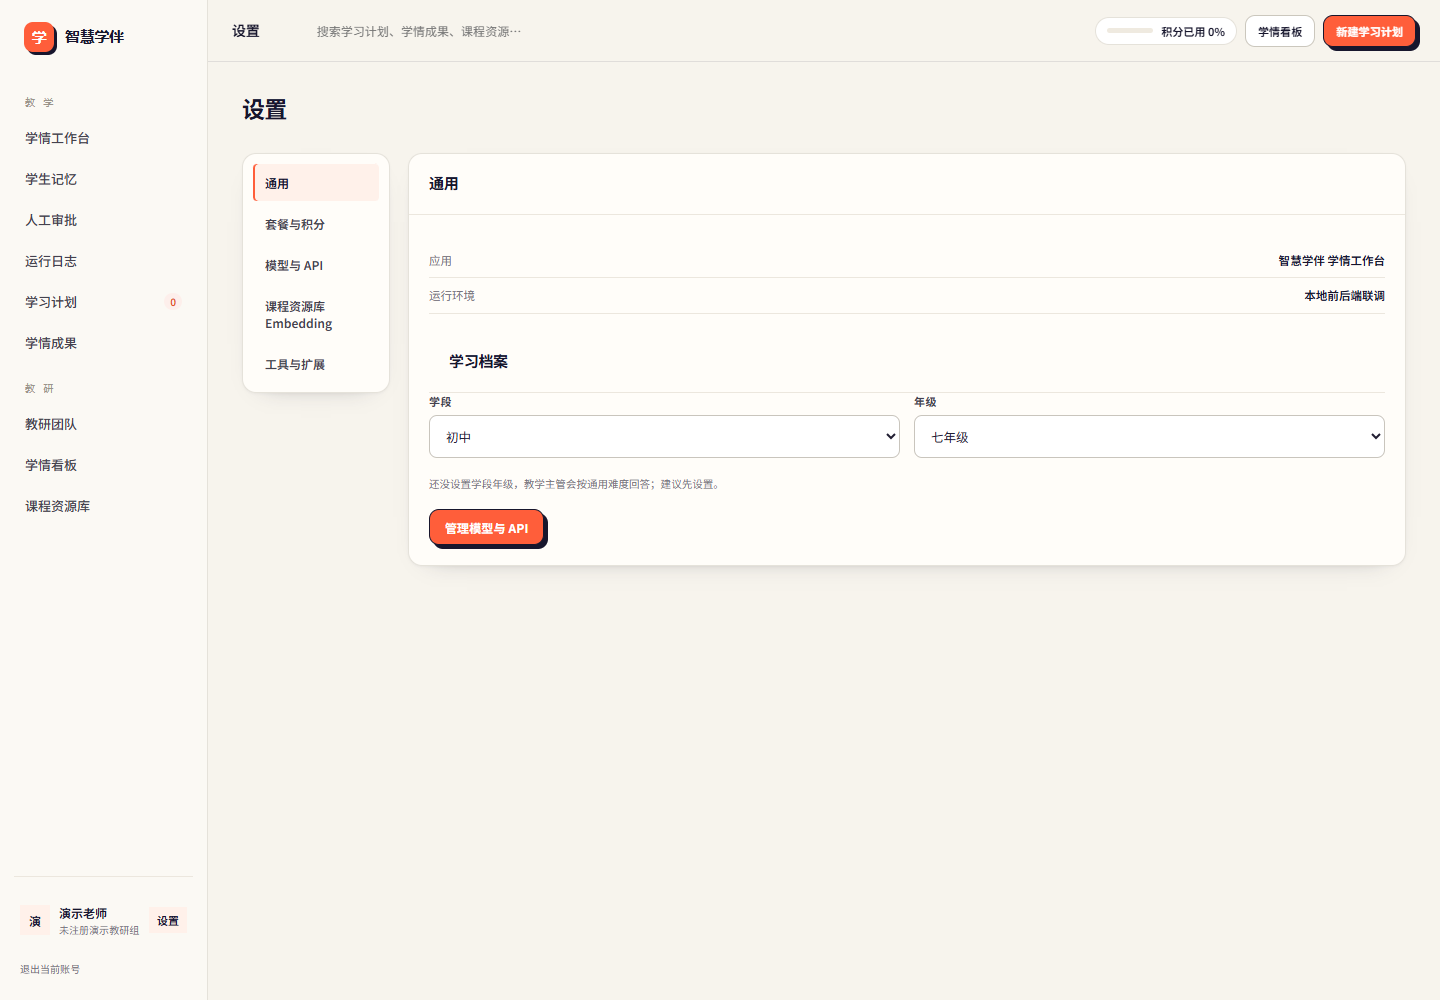 学 智慧学伴
教 学
学情工作台
学生记忆
人工审批
运行日志
学习计划 0
学情成果
教 研
教研团队
学情看板
课程资源库
演 演示老师
未注册演示教研组
设置
退出当前账号
设置
搜索学习计划、学情成果、课程资源…
积分已用 0%
学情看板
新建学习计划
设置
通用
套餐与积分
模型与 API
课程资源库
Embedding
工具与扩展
通用
应用 智慧学伴 学情工作台
运行环境 本地前后端联调
学习档案
学段 年级
初中 七年级
还没设置学段年级，教学主管会按通用难度回答；建议先设置。
管理模型与 API